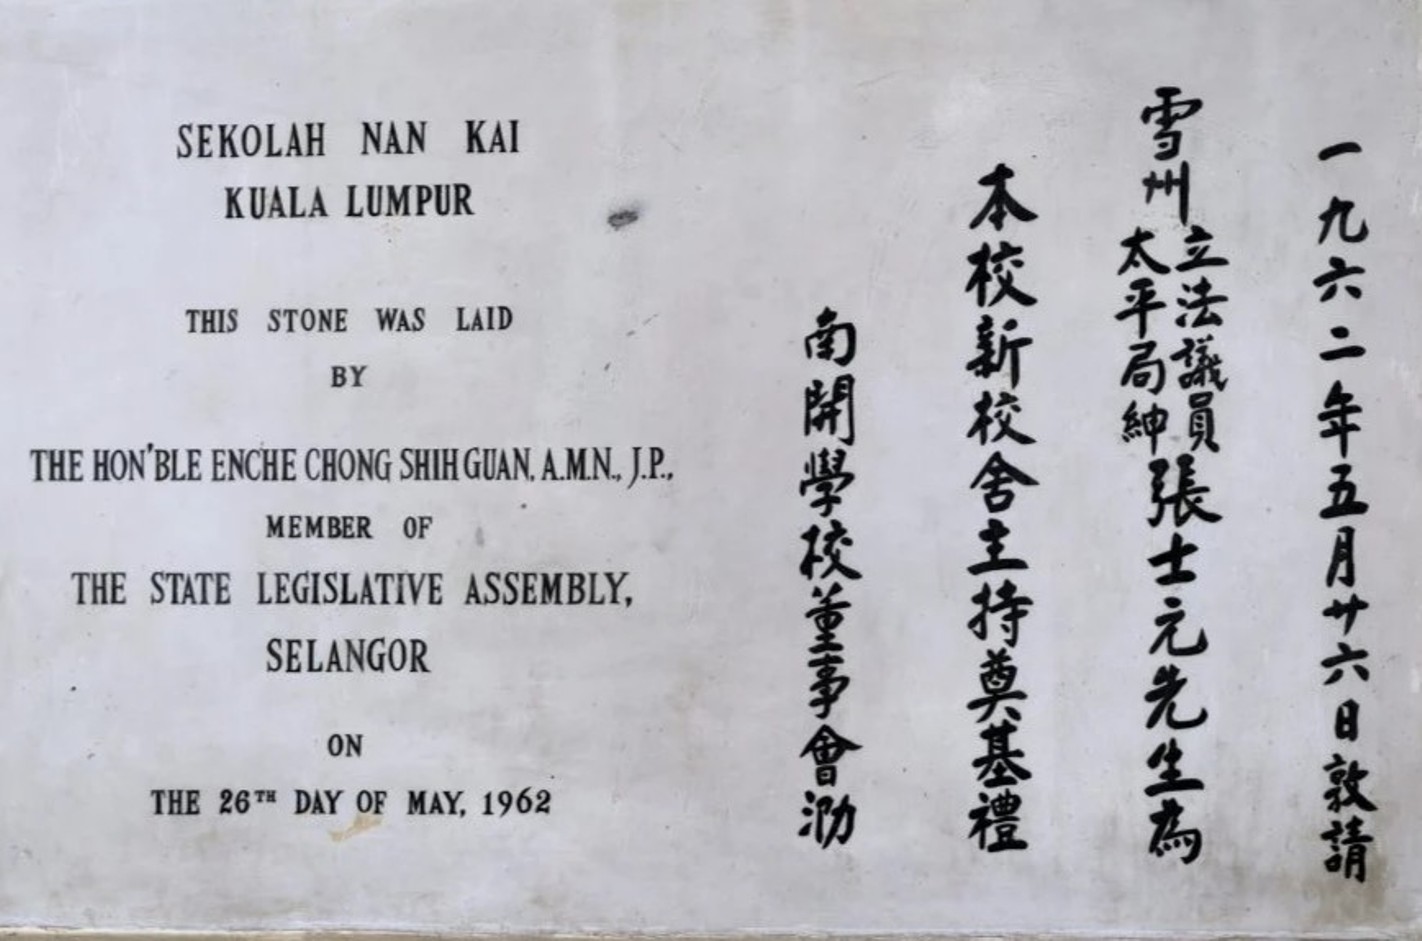 SEKOLAH NAN KAI
KUALA LUMPUR
THIS STONE WAS LAID
BY
THE HON'BLE ENCHE CHONG SHIH GUAN, A.M.N., J.P.,
MEMBER OF
THE STATE LEGISLATIVE ASSEMBLY,
SELANGOR
ON
THE 26TH DAY OF MAY, 1962
一九六二年五月廿六日敦請
雪州立法議員太平局紳張士元先生為
本校新校舍主持奠基禮
南開學校董事會泐